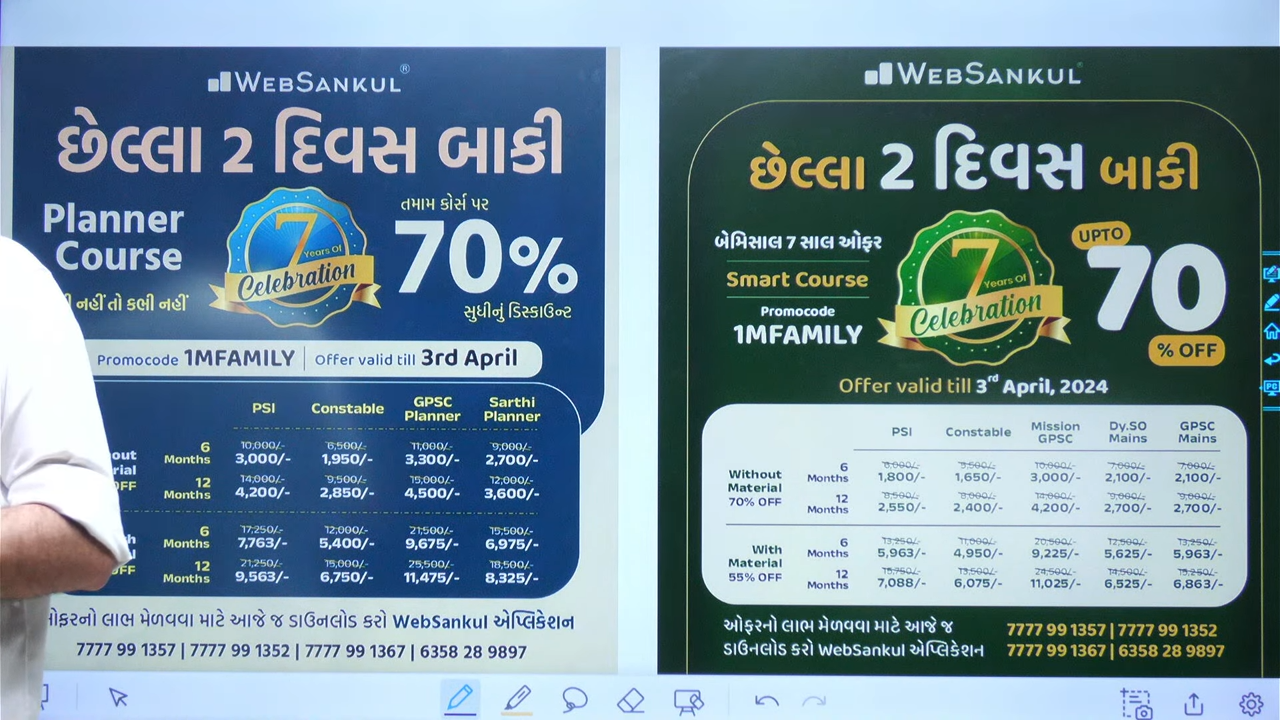 WEBSANKUL®
છેલ્લા 2 દિવસ બાકી
Planner
Course
નહીં તો કભી નહીં
7
Years Of
Celebration
તમામ કોર્સ પર
70%
સુધીનું ડિસ્કાઉન્ટ
Promocode 1MFAMILY | Offer valid till 3rd April
PSI Constable GPSC Planner Sarthi Planner
6 Months 10,000/- 6,500/- 11,000/- 9,000/-
3,000/- 1,950/- 3,300/- 2,700/-
12 Months 14,000/- 9,500/- 15,000/- 12,000/-
4,200/- 2,850/- 4,500/- 3,600/-
6 Months 17,250/- 12,000/- 21,500/- 15,500/-
7,763/- 5,400/- 9,675/- 6,975/-
12 Months 21,250/- 15,000/- 25,500/- 18,500/-
9,563/- 6,750/- 11,475/- 8,325/-
ઓફરનો લાભ મેળવવા માટે આજે જ ડાઉનલોડ કરો WebSankul એપ્લિકેશન
7777 99 1357 | 7777 99 1352 | 7777 99 1367 | 6358 28 9897
WEBSANKUL
છેલ્લા 2 દિવસ બાકી
બેમિસાલ 7 સાલ ઓફર
Smart Course
Promocode
1MFAMILY
7
Years Of
Celebration
UPTO
70
% OFF
Offer valid till 3rd April, 2024
PSI Constable Mission GPSC Dy.SO Mains GPSC Mains
Without Material 70% OFF
6 Months 6,000/- 5,500/- 10,000/- 7,000/- 7,000/-
1,800/- 1,650/- 3,000/- 2,100/- 2,100/-
12 Months 8,500/- 8,000/- 14,000/- 9,000/- 9,000/-
2,550/- 2,400/- 4,200/- 2,700/- 2,700/-
With Material 55% OFF
6 Months 13,250/- 11,000/- 20,500/- 12,500/- 13,250/-
5,963/- 4,950/- 9,225/- 5,625/- 5,963/-
12 Months 15,750/- 13,500/- 24,500/- 14,500/- 15,250/-
7,088/- 6,075/- 11,025/- 6,525/- 6,863/-
ઓફરનો લાભ મેળવવા માટે આજે જ
ડાઉનલોડ કરો WebSankul એપ્લિકેશન
7777 99 1357 | 7777 99 1352
7777 99 1367 | 6358 28 9897